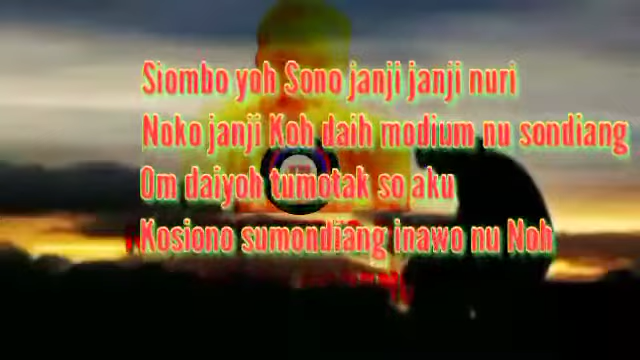 Siombo yoh Sono janji janji nuri
Noko janji Koh daih modium nu sondiang
Om daiyoh tumotak so aku
Kosiono sumondiang inawo nu Noh